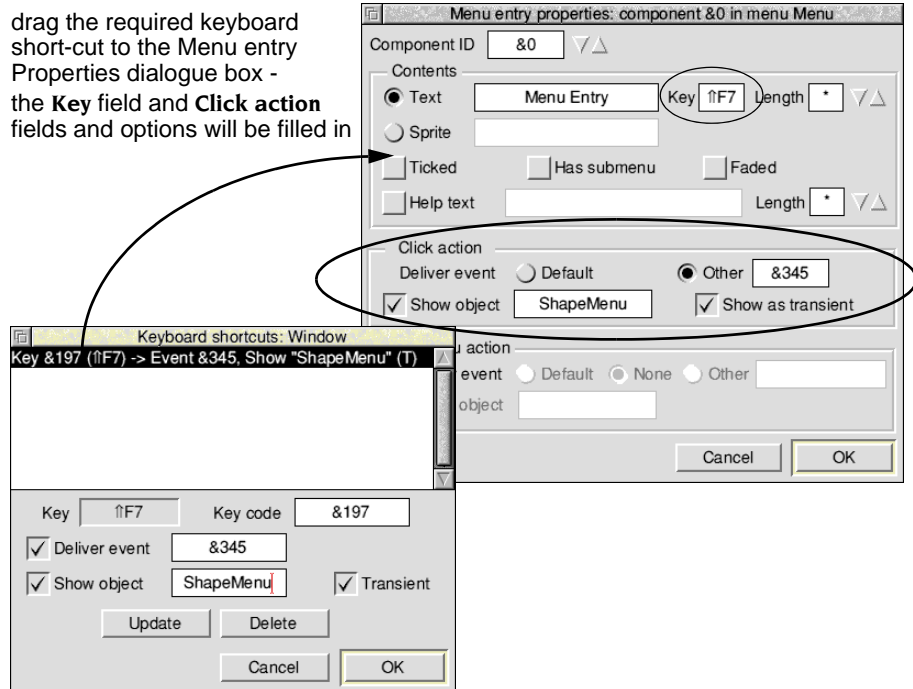 drag the required keyboard
short-cut to the Menu entry
Properties dialogue box -
the Key field and Click action
fields and options will be filled in
Menu entry properties: component &0 in menu Menu
Component ID &0
Contents
Text Menu Entry Key ⇑F7 Length *
Sprite
Ticked Has submenu Faded
Help text Length *
Click action
Deliver event Default Other &345
Show object ShapeMenu Show as transient
action
event Default None Other
object
Cancel OK
Keyboard shortcuts: Window
Key &197 (⇑F7) -> Event &345, Show "ShapeMenu" (T)
Key ⇑F7 Key code &197
Deliver event &345
Show object ShapeMenu Transient
Update Delete
Cancel OK